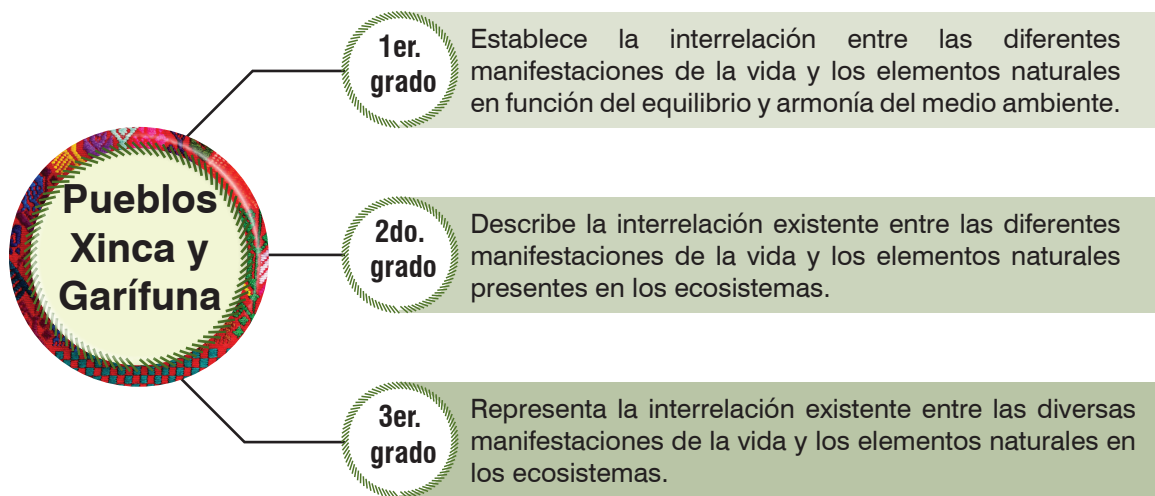 Pueblos
Xinca y
Garífuna
1er.
grado
Establece la interrelación entre las diferentes
manifestaciones de la vida y los elementos naturales
en función del equilibrio y armonía del medio ambiente.
2do.
grado
Describe la interrelación existente entre las diferentes
manifestaciones de la vida y los elementos naturales
presentes en los ecosistemas.
3er.
grado
Representa la interrelación existente entre las diversas
manifestaciones de la vida y los elementos naturales en
los ecosistemas.